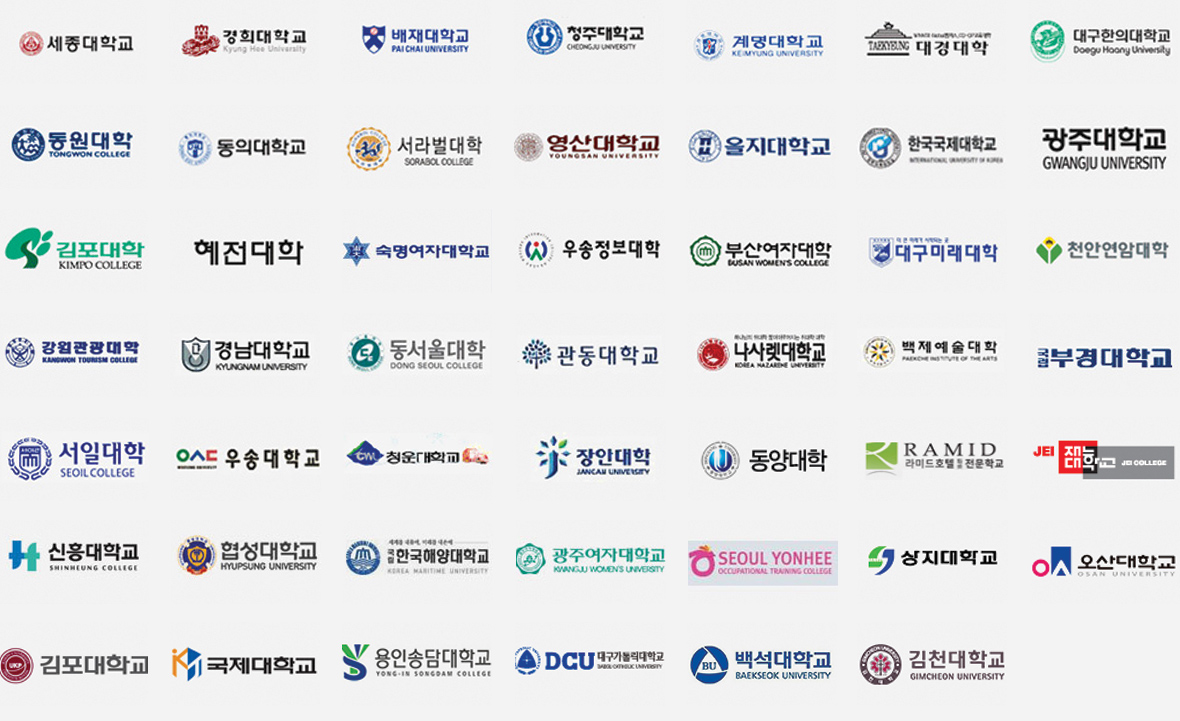 세종대학교
경희대학교
Kyung Hee University
배재대학교
PAI CHAI UNIVERSITY
청주대학교
CHEONGJU UNIVERSITY
계명대학교
KEIMYUNG UNIVERSITY
TAEKYEUNG
대경대학
대구한의대학교
Daegu Haany University
동원대학
TONGWON COLLEGE
동의대학교
서라벌대학
SORABOL COLLEGE
영산대학교
YOUNGSAN UNIVERSITY
을지대학교
한국국제대학교
INTERNATIONAL UNIVERSITY OF KOREA
광주대학교
GWANGJU UNIVERSITY
김포대학
KIMPO COLLEGE
혜전대학
숙명여자대학교
우송정보대학
부산여자대학
BUSAN WOMEN'S COLLEGE
대구미래대학
천안연암대학
강원관광대학
KANGWON TOURISM COLLEGE
경남대학교
KYUNGNAM UNIVERSITY
동서울대학
DONG SEOUL COLLEGE
관동대학교
나사렛대학교
KOREA NAZARENE UNIVERSITY
백제예술대학
PAEKCHE INSTITUTE OF THE ARTS
국립부경대학교
서일대학
SEOIL COLLEGE
우송대학교
CWU
청운대학교
장안대학
JANGAN UNIVERSITY
동양대학
RAMID
라미드호텔전문학교
JEI
재능대학교
JEI COLLEGE
신흥대학교
SHINHEUNG COLLEGE
협성대학교
HYUPSUNG UNIVERSITY
국립한국해양대학교
KOREA MARITIME UNIVERSITY
광주여자대학교
KWANGJU WOMEN'S UNIVERSITY
SEOUL YONHEE
OCCUPATIONAL TRAINING COLLEGE
상지대학교
오산대학교
OSAN UNIVERSITY
UKP
김포대학교
국제대학교
용인송담대학교
YONG-IN SONGDAM COLLEGE
DCU
대구가톨릭대학교
DAEGU CATHOLIC UNIVERSITY
BU
백석대학교
BAEKSEOK UNIVERSITY
김천대학교
GIMCHEON UNIVERSITY